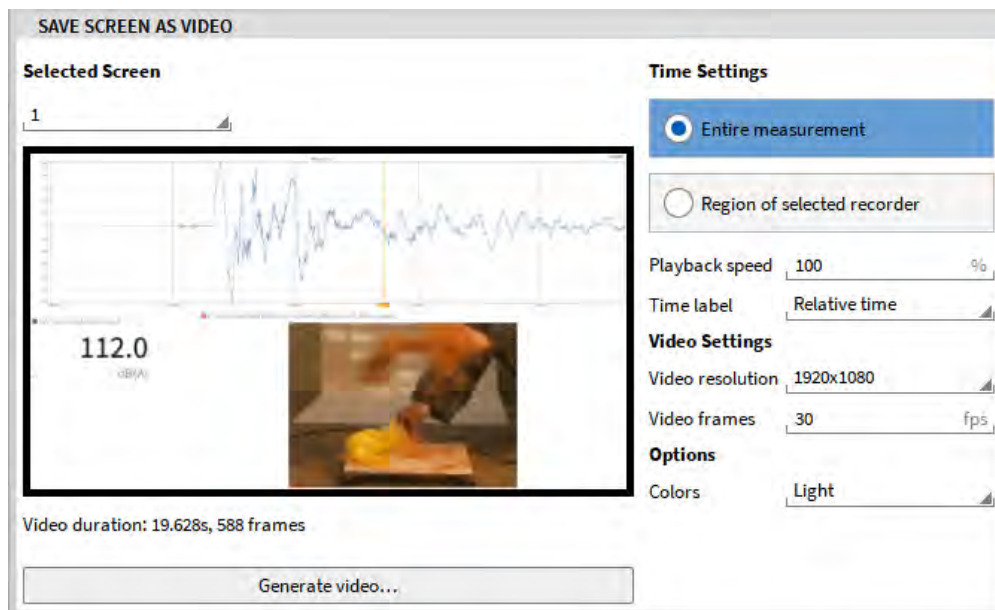 SAVE SCREEN AS VIDEO
Selected Screen
1
112.0
dB(A)
Video duration: 19.628s, 588 frames
Generate video...
Time Settings
Entire measurement
Region of selected recorder
Playback speed 100 %
Time label Relative time
Video Settings
Video resolution 1920x1080
Video frames 30 fps
Options
Colors Light